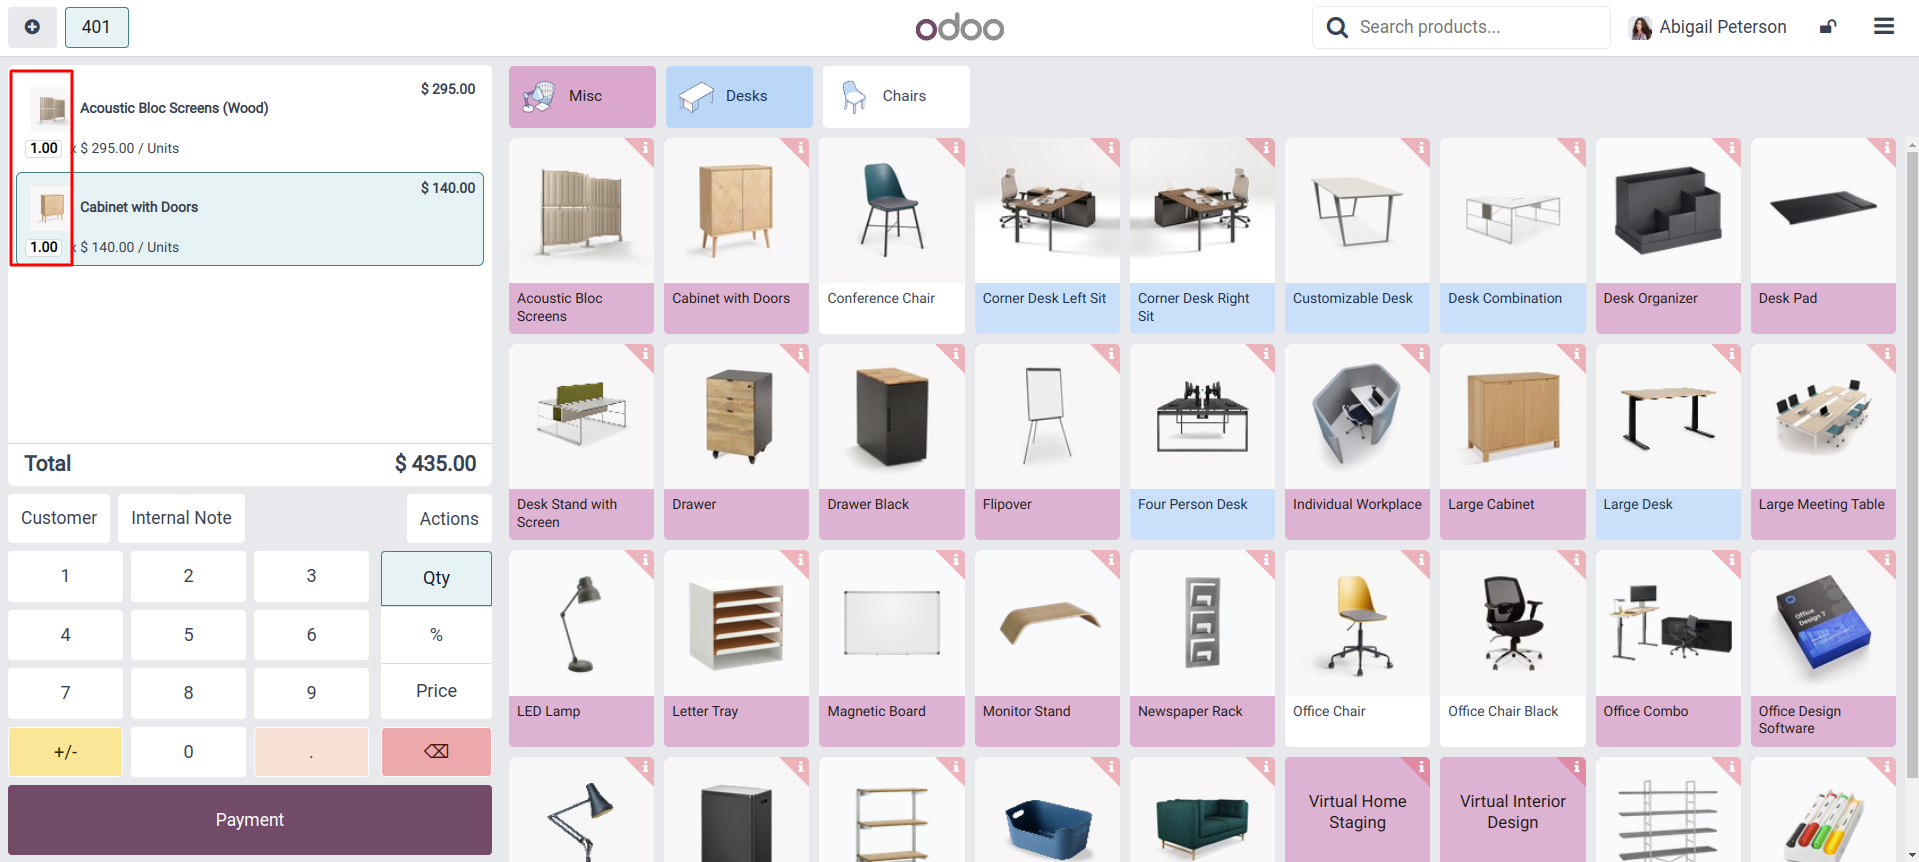 401
odoo
Search products...
Abigail Peterson
$ 295.00
Acoustic Bloc Screens (Wood)
1.00 x $ 295.00 / Units
$ 140.00
Cabinet with Doors
1.00 x $ 140.00 / Units
Total
$ 435.00
Customer
Internal Note
Actions
1
2
3
Qty
4
5
6
%
7
8
9
Price
+/-
0
.
Payment
Misc
Desks
Chairs
Acoustic Bloc
Screens
Cabinet with Doors
Conference Chair
Corner Desk Left Sit
Corner Desk Right
Sit
Customizable Desk
Desk Combination
Desk Organizer
Desk Pad
Desk Stand with
Screen
Drawer
Drawer Black
Flipover
Four Person Desk
Individual Workplace
Large Cabinet
Large Desk
Large Meeting Table
LED Lamp
Letter Tray
Magnetic Board
Monitor Stand
Newspaper Rack
Office Chair
Office Chair Black
Office Combo
Office
Design 7
Office Design
Software
Virtual Home
Staging
Virtual Interior
Design